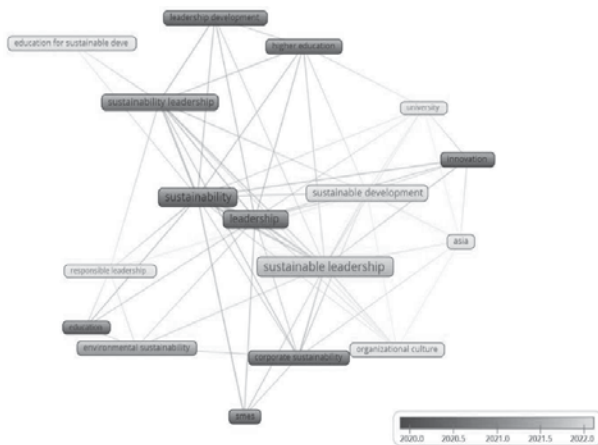 leadership development
education for sustainable deve
higher education
sustainability leadership
university
innovation
sustainability
sustainable development
leadership
asia
sustainable leadership
responsible leadership
education
environmental sustainability
corporate sustainability
organizational culture
smes
2020.0 2020.5 2021.0 2021.5 2022.0